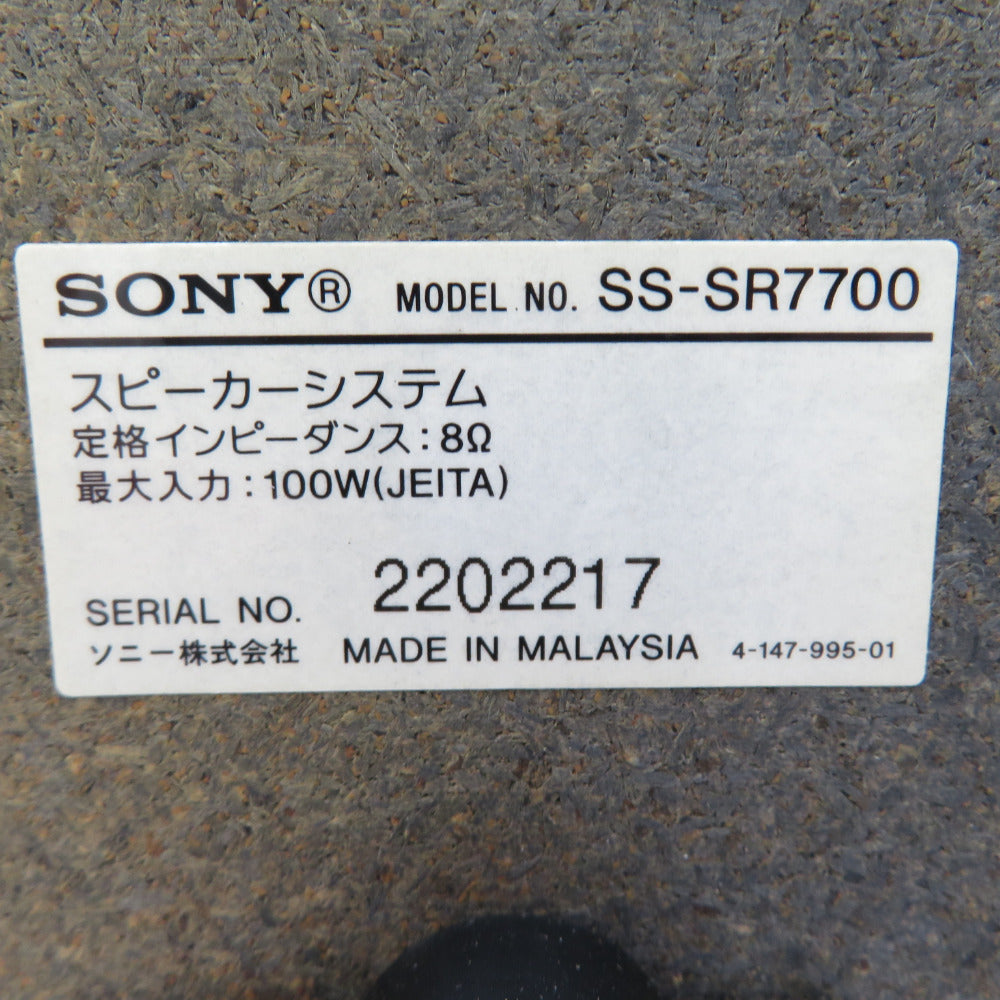 SONY® MODEL NO. SS-SR7700
スピーカーシステム
定格インピーダンス：8Ω
最大入力：100W(JEITA)
SERIAL NO. 2202217
ソニー株式会社 MADE IN MALAYSIA 4-147-995-01